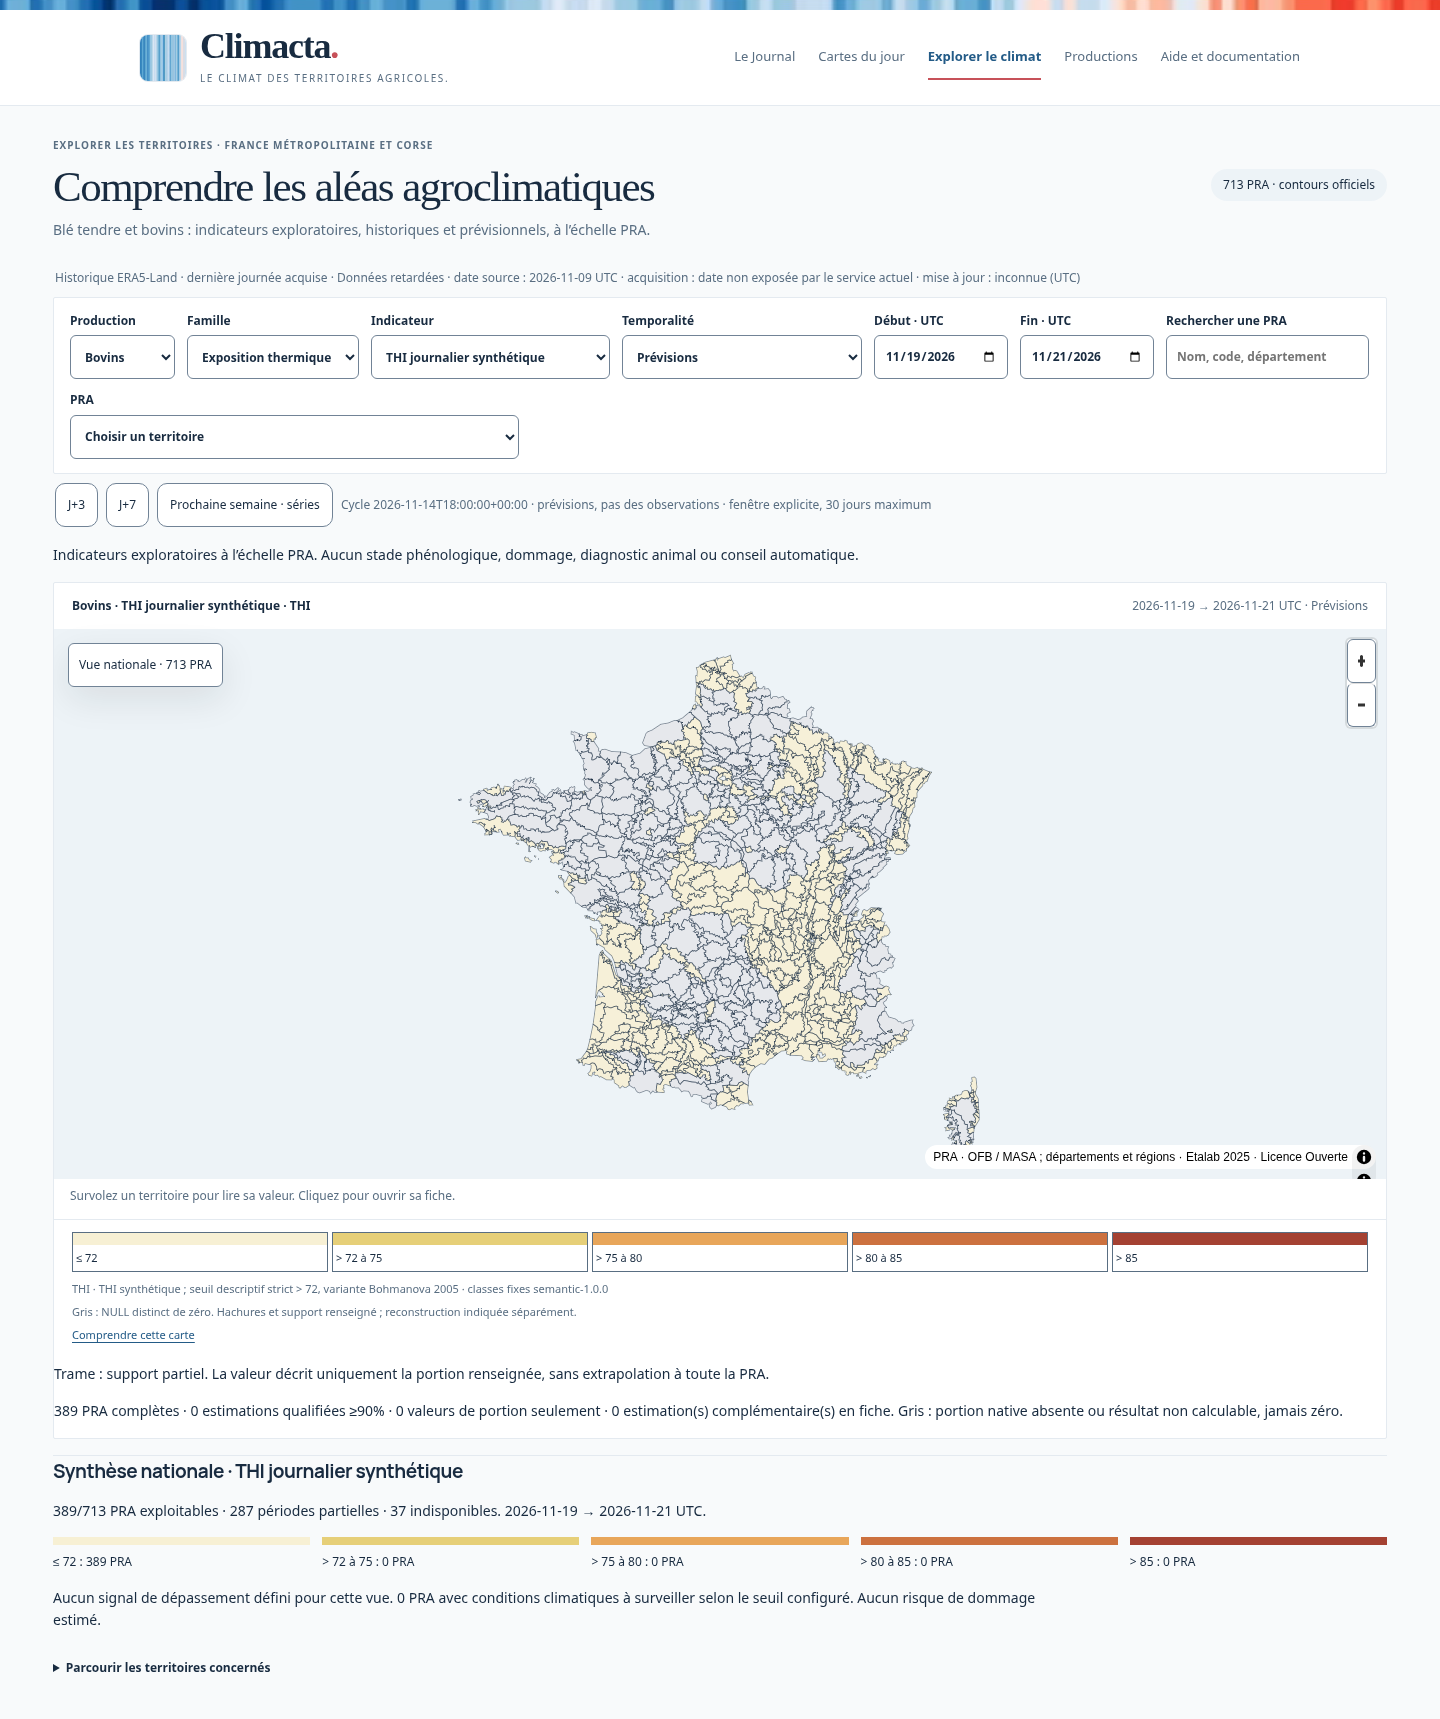 Climacta.
LE CLIMAT DES TERRITOIRES AGRICOLES.
Le Journal
Cartes du jour
Explorer le climat
Productions
Aide et documentation
EXPLORER LES TERRITOIRES · FRANCE MÉTROPOLITAINE ET CORSE
Comprendre les aléas agroclimatiques
713 PRA · contours officiels
Blé tendre et bovins : indicateurs exploratoires, historiques et prévisionnels, à l’échelle PRA.
Historique ERA5-Land · dernière journée acquise · Données retardées · date source : 2026-11-09 UTC · acquisition : date non exposée par le service actuel · mise à jour : inconnue (UTC)
Production
Famille
Indicateur
Temporalité
Début · UTC
Fin · UTC
Rechercher une PRA
Bovins
Exposition thermique
THI journalier synthétique
Prévisions
11/19/2026
11/21/2026
Nom, code, département
PRA
Choisir un territoire
J+3
J+7
Prochaine semaine · séries
Cycle 2026-11-14T18:00:00+00:00 · prévisions, pas des observations · fenêtre explicite, 30 jours maximum
Indicateurs exploratoires à l’échelle PRA. Aucun stade phénologique, dommage, diagnostic animal ou conseil automatique.
Bovins · THI journalier synthétique · THI
2026-11-19 → 2026-11-21 UTC · Prévisions
Vue nationale · 713 PRA
+
-
PRA · OFB / MASA ; départements et régions · Etalab 2025 · Licence Ouverte
Survolez un territoire pour lire sa valeur. Cliquez pour ouvrir sa fiche.
≤ 72
> 72 à 75
> 75 à 80
> 80 à 85
> 85
THI · THI synthétique ; seuil descriptif strict > 72, variante Bohmanova 2005 · classes fixes semantic-1.0.0
Gris : NULL distinct de zéro. Hachures et support renseigné ; reconstruction indiquée séparément.
Comprendre cette carte
Trame : support partiel. La valeur décrit uniquement la portion renseignée, sans extrapolation à toute la PRA.
389 PRA complètes · 0 estimations qualifiées ≥90% · 0 valeurs de portion seulement · 0 estimation(s) complémentaire(s) en fiche. Gris : portion native absente ou résultat non calculable, jamais zéro.
Synthèse nationale · THI journalier synthétique
389/713 PRA exploitables · 287 périodes partielles · 37 indisponibles. 2026-11-19 → 2026-11-21 UTC.
≤ 72 : 389 PRA
> 72 à 75 : 0 PRA
> 75 à 80 : 0 PRA
> 80 à 85 : 0 PRA
> 85 : 0 PRA
Aucun signal de dépassement défini pour cette vue. 0 PRA avec conditions climatiques à surveiller selon le seuil configuré. Aucun risque de dommage
estimé.
Parcourir les territoires concernés